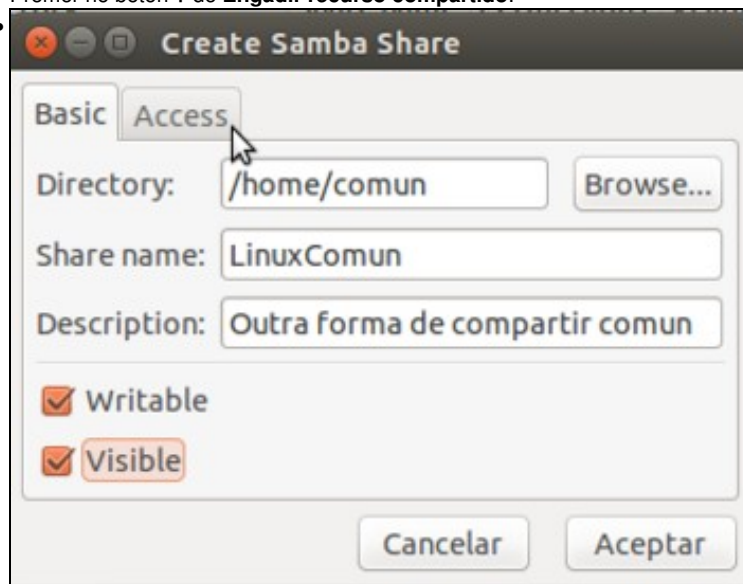 Create Samba Share
Basic Access
Directory: /home/comun Browse...
Share name: LinuxComun
Description: Outra forma de compartir comun
Writable
Visible
Cancelar Aceptar